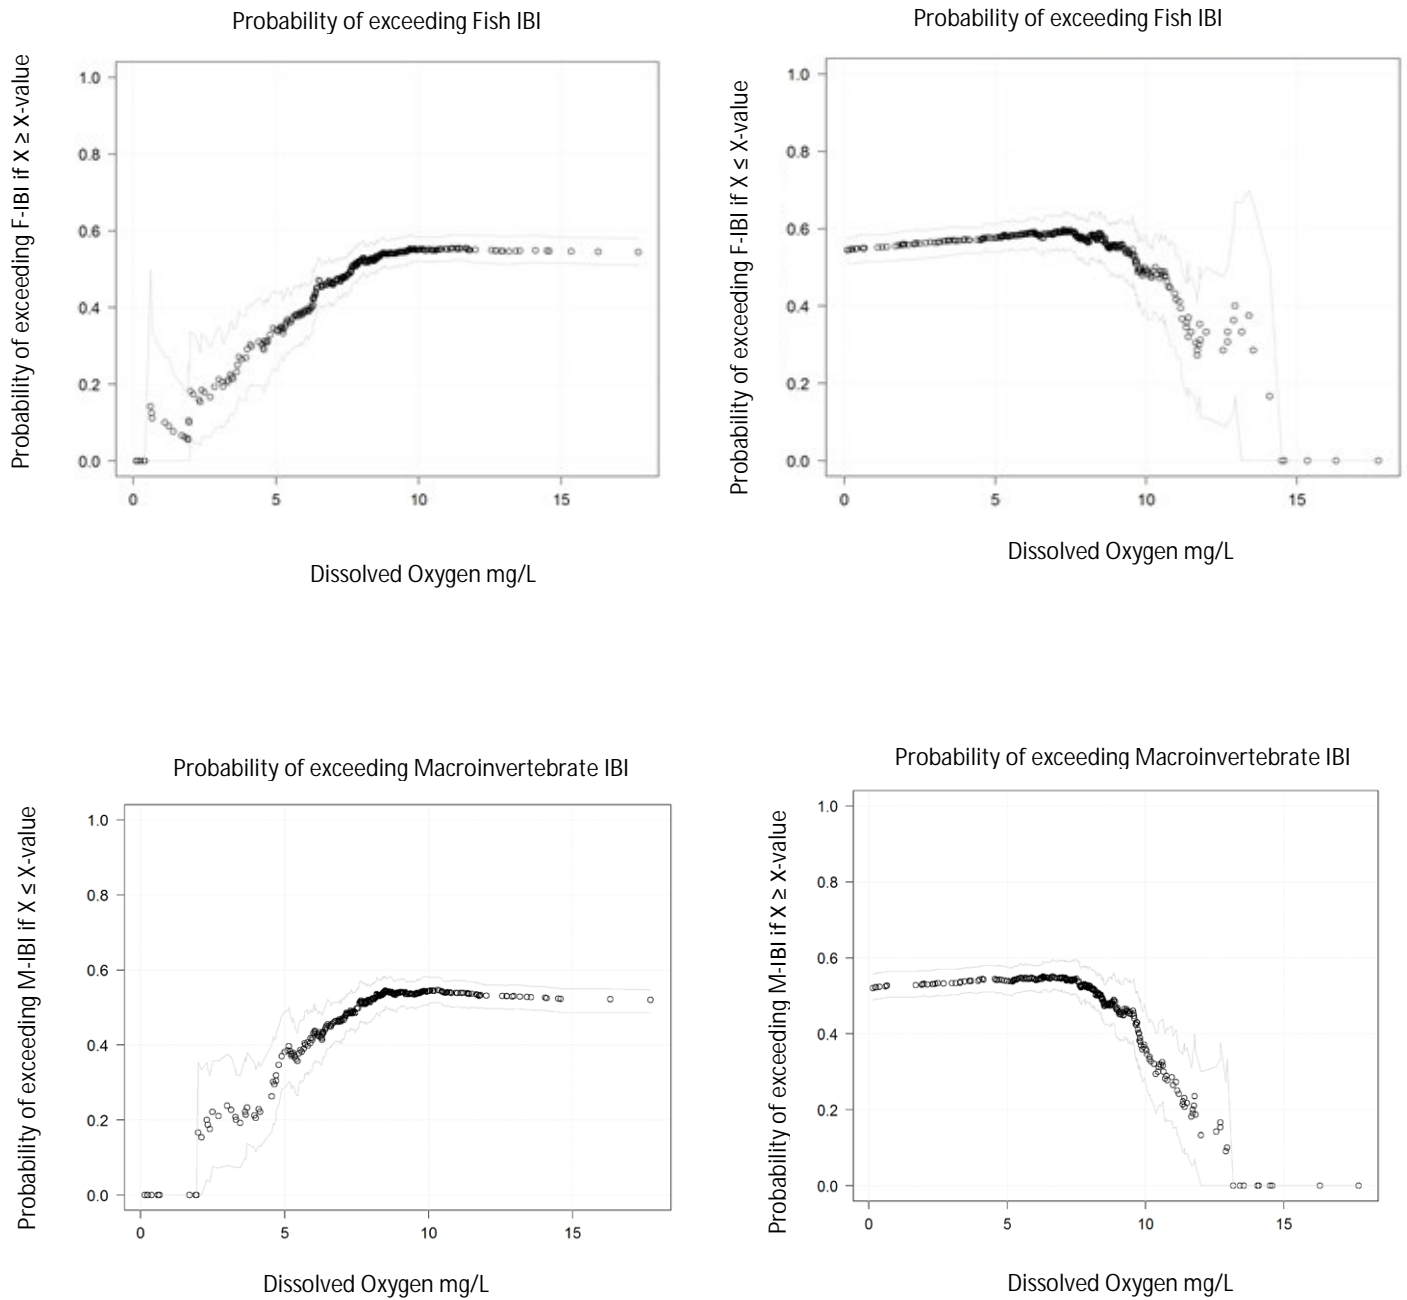 Probability of exceeding Fish IBI
Probability of exceeding F-IBI if X ≥ X-value
1.0
0.8
0.6
0.4
0.2
0.0
0 5 10 15
Dissolved Oxygen mg/L
Probability of exceeding Fish IBI
Probability of exceeding F-IBI if X ≤ X-value
1.0
0.8
0.6
0.4
0.2
0.0
0 5 10 15
Dissolved Oxygen mg/L
Probability of exceeding Macroinvertebrate IBI
Probability of exceeding M-IBI if X ≤ X-value
1.0
0.8
0.6
0.4
0.2
0.0
0 5 10 15
Dissolved Oxygen mg/L
Probability of exceeding Macroinvertebrate IBI
Probability of exceeding M-IBI if X ≥ X-value
1.0
0.8
0.6
0.4
0.2
0.0
0 5 10 15
Dissolved Oxygen mg/L